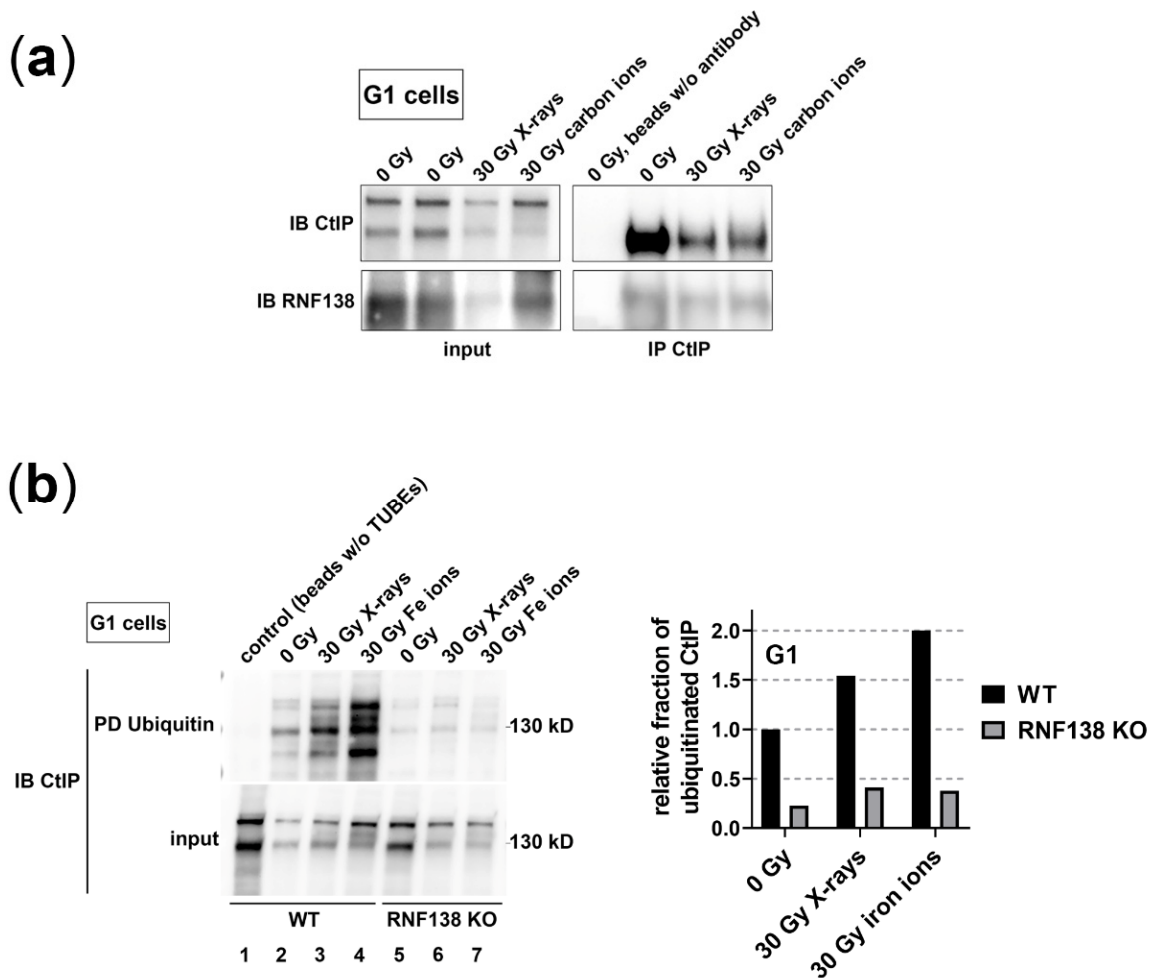 (a)
G1 cells
0 Gy
0 Gy
30 Gy X-rays
30 Gy carbon ions
0 Gy, beads w/o antibody
0 Gy
30 Gy X-rays
30 Gy carbon ions
IB CtIP
IB RNF138
input
IP CtIP
(b)
G1 cells
control (beads w/o TUBEs)
0 Gy
30 Gy X-rays
30 Gy Fe ions
0 Gy
30 Gy X-rays
30 Gy Fe ions
IB CtIP
PD Ubiquitin
-130 kD
input
-130 kD
WT
RNF138 KO
1 2 3 4 5 6 7
relative fraction of
ubiquitinated CtIP
2.0
1.5
1.0
0.5
0.0
G1
WT
RNF138 KO
0 Gy
30 Gy X-rays
30 Gy iron ions